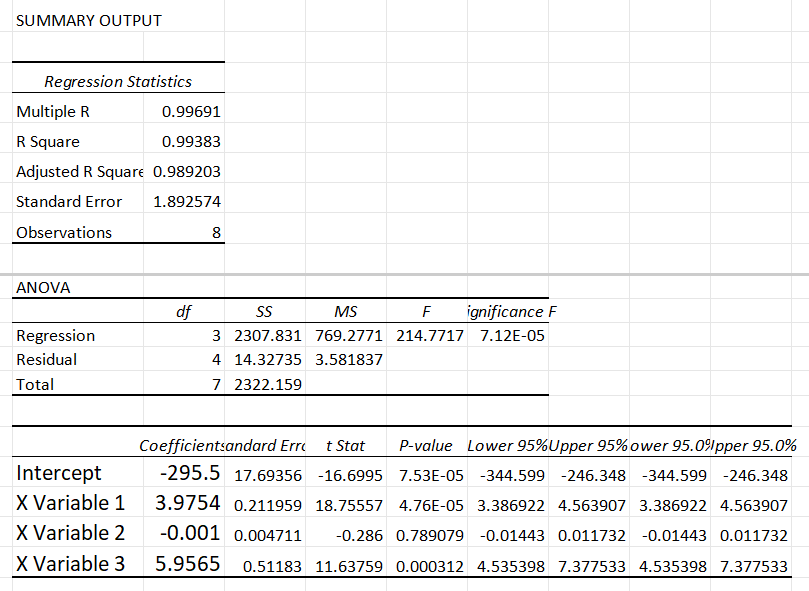 SUMMARY OUTPUT
Regression Statistics
Multiple R 0.99691
R Square 0.99383
Adjusted R Square 0.989203
Standard Error 1.892574
Observations 8
ANOVA
df SS MS F ignificance F
Regression 3 2307.831 769.2771 214.7717 7.12E-05
Residual 4 14.32735 3.581837
Total 7 2322.159
Coefficients andard Erro t Stat P-value Lower 95% Upper 95% ower 95.0% pper 95.0%
Intercept -295.5 17.69356 -16.6995 7.53E-05 -344.599 -246.348 -344.599 -246.348
X Variable 1 3.9754 0.211959 18.75557 4.76E-05 3.386922 4.563907 3.386922 4.563907
X Variable 2 -0.001 0.004711 -0.286 0.789079 -0.01443 0.011732 -0.01443 0.011732
X Variable 3 5.9565 0.51183 11.63759 0.000312 4.535398 7.377533 4.535398 7.377533